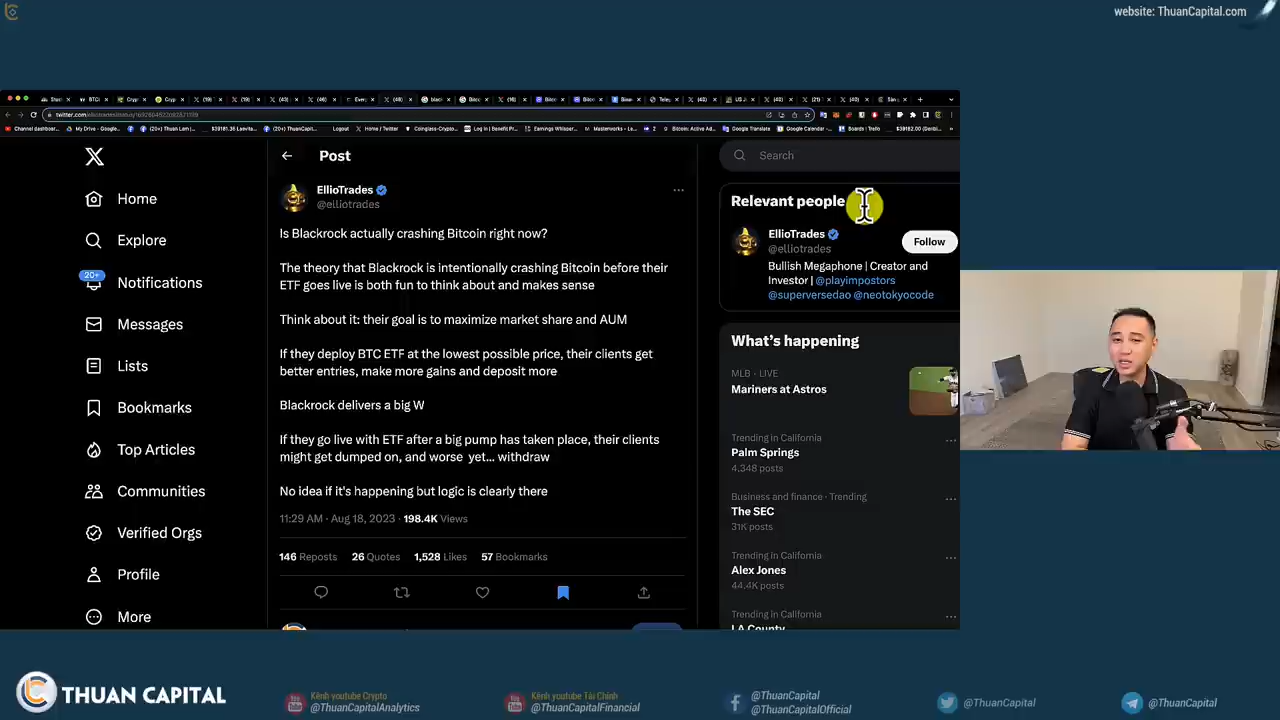 website: ThuanCapital.com
Post
Search
Home
Explore
20+
Notifications
Messages
Lists
Bookmarks
Top Articles
Communities
Verified Orgs
Profile
More
EllioTrades
@elliotrades
Is Blackrock actually crashing Bitcoin right now?
The theory that Blackrock is intentionally crashing Bitcoin before their
ETF goes live is both fun to think about and makes sense
Think about it: their goal is to maximize market share and AUM
If they deploy BTC ETF at the lowest possible price, their clients get
better entries, make more gains and deposit more
Blackrock delivers a big W
If they go live with ETF after a big pump has taken place, their clients
might get dumped on, and worse yet... withdraw
No idea if it's happening but logic is clearly there
11:29 AM · Aug 18, 2023 · 198.4K Views
146 Reposts 26 Quotes 1,528 Likes 57 Bookmarks
Relevant people
EllioTrades
@elliotrades
Follow
Bullish Megaphone | Creator and
Investor | @playimpostors
@superversedao @neotokyocode
What's happening
MLB · LIVE
Mariners at Astros
Trending in California
Palm Springs
4,348 posts
Business and finance · Trending
The SEC
31K posts
Trending in California
Alex Jones
44.4K posts
Trending in California
LA County
THUAN CAPITAL
Kênh youtube Crypto
@ThuanCapitalAnalytics
Kênh youtube Tài Chính
@ThuanCapitalFinancial
@ThuanCapital
@ThuanCapitalOfficial
@ThuanCapital
@ThuanCapital